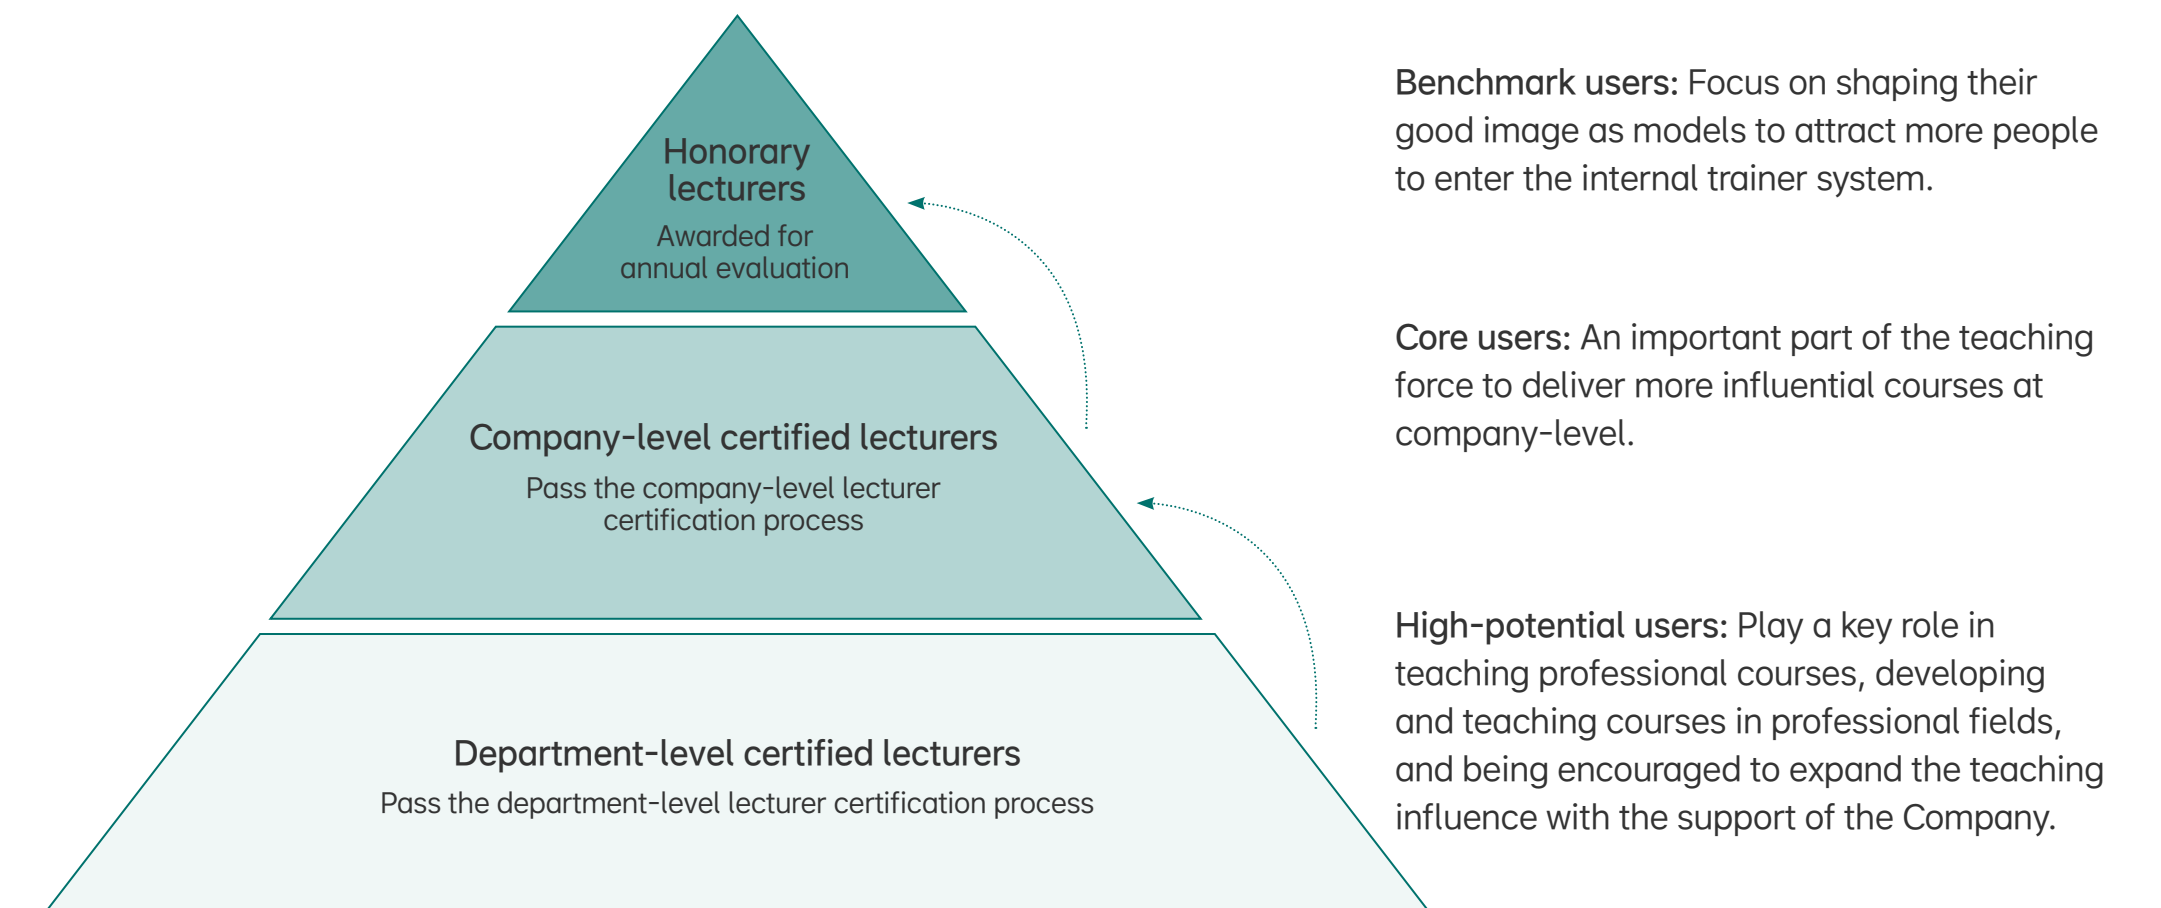 Honorary
lecturers
Awarded for
annual evaluation
Benchmark users: Focus on shaping their
good image as models to attract more people
to enter the internal trainer system.
Company-level certified lecturers
Pass the company-level lecturer
certification process
Core users: An important part of the teaching
force to deliver more influential courses at
company-level.
Department-level certified lecturers
Pass the department-level lecturer certification process
High-potential users: Play a key role in
teaching professional courses, developing
and teaching courses in professional fields,
and being encouraged to expand the teaching
influence with the support of the Company.